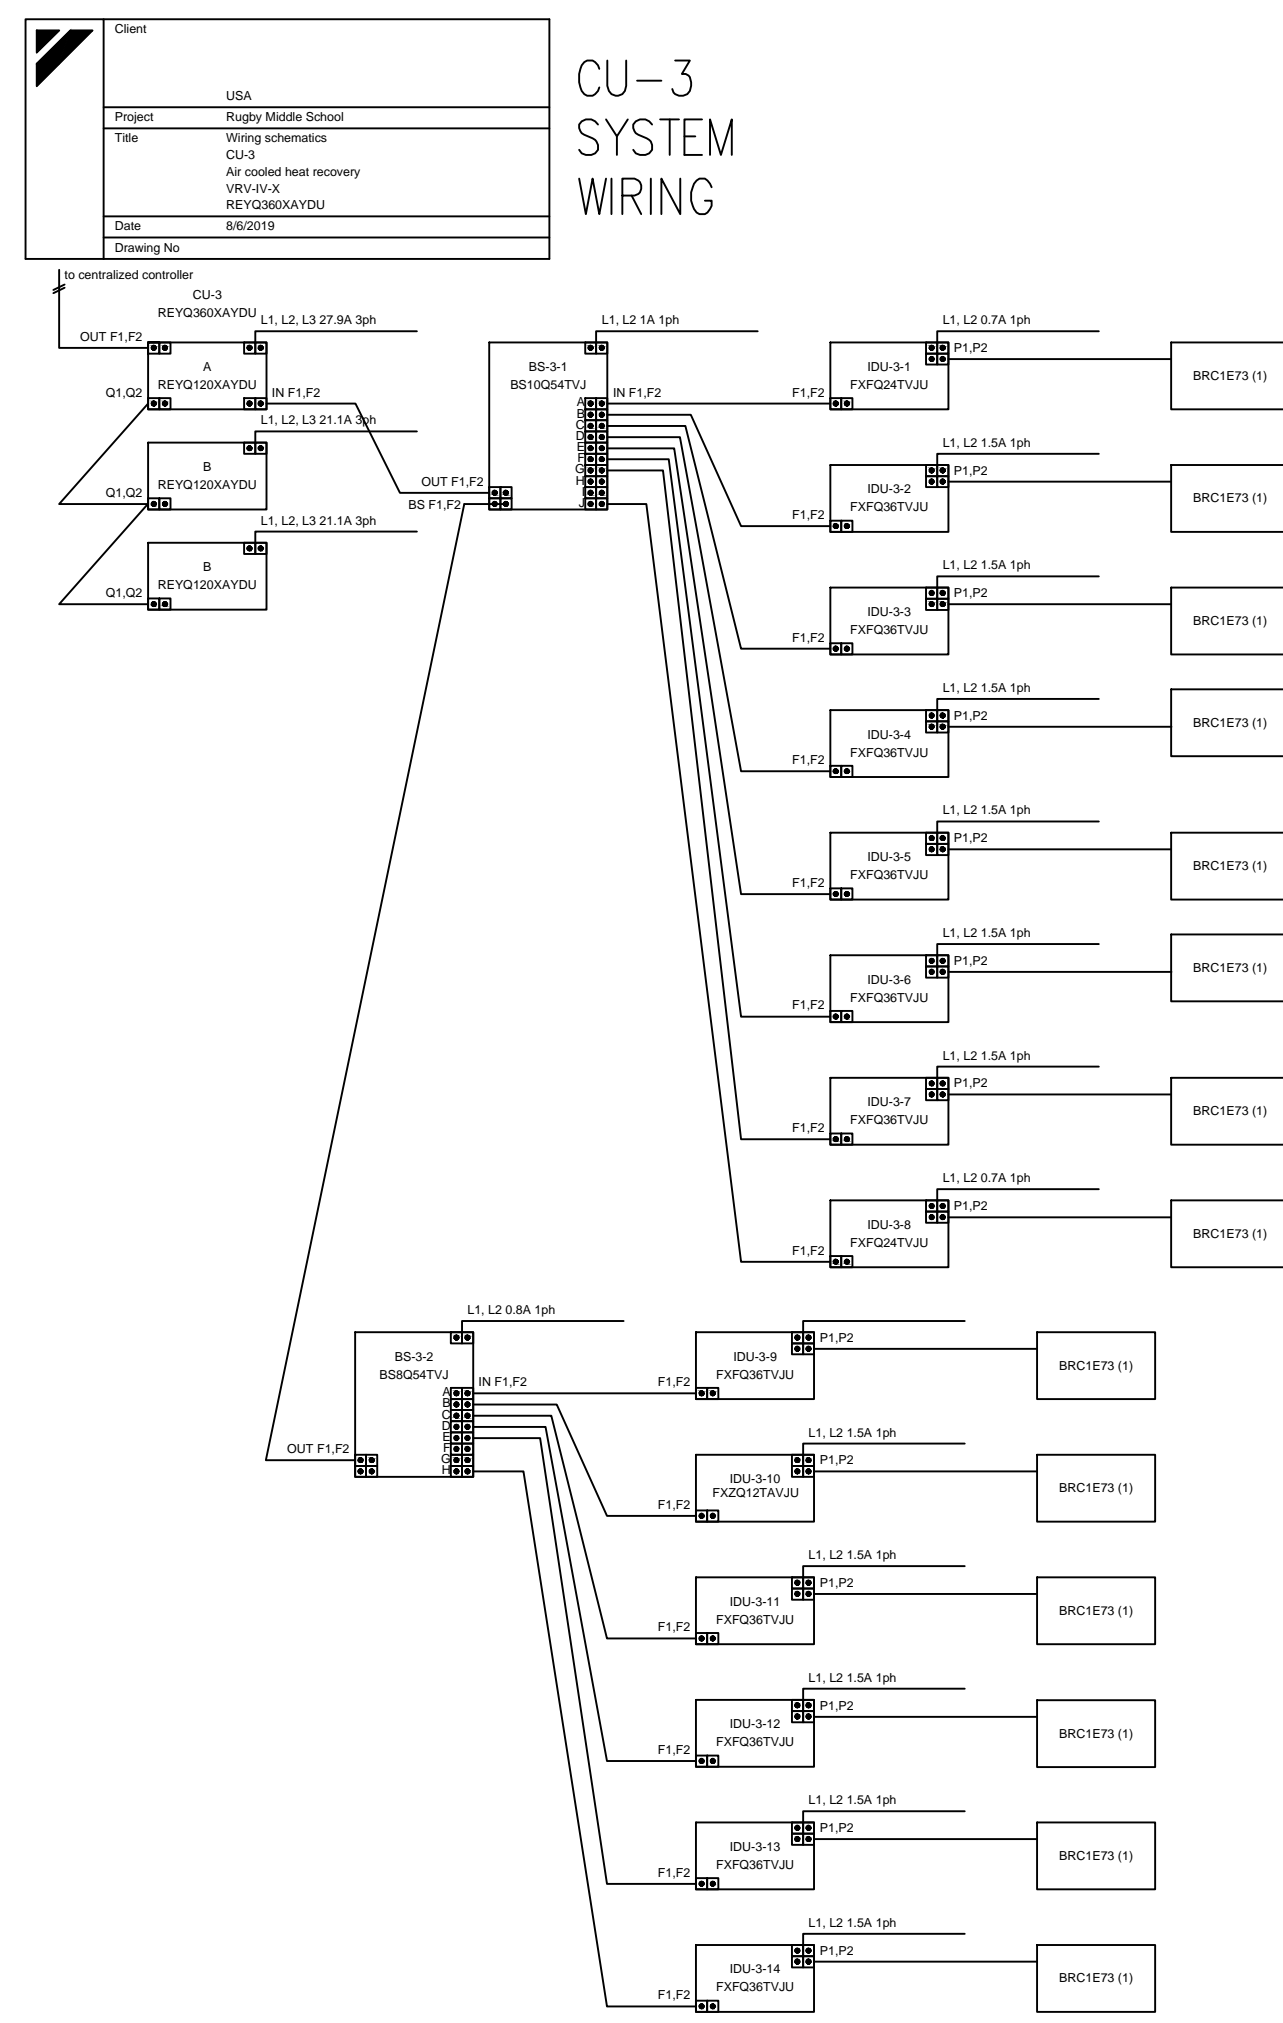 Client
USA
Project Rugby Middle School
Title Wiring schematics
CU-3
Air cooled heat recovery
VRV-IV-X
REYQ360XAYDU
Date 8/6/2019
Drawing No
CU-3
SYSTEM
WIRING
to centralized controller
CU-3
REYQ360XAYDU
L1, L2, L3 27.9A 3ph
OUT F1,F2
A
REYQ120XAYDU
Q1,Q2
IN F1,F2
L1, L2, L3 21.1A 3ph
B
REYQ120XAYDU
Q1,Q2
L1, L2, L3 21.1A 3ph
B
REYQ120XAYDU
Q1,Q2
L1, L2 1A 1ph
BS-3-1
BS10Q54TVJ
IN F1,F2
A
B
C
D
E
F
G
H
I
J
OUT F1,F2
BS F1,F2
L1, L2 0.7A 1ph
P1,P2
IDU-3-1
FXFQ24TVJU
F1,F2
BRC1E73 (1)
L1, L2 1.5A 1ph
P1,P2
IDU-3-2
FXFQ36TVJU
F1,F2
BRC1E73 (1)
L1, L2 1.5A 1ph
P1,P2
IDU-3-3
FXFQ36TVJU
F1,F2
BRC1E73 (1)
L1, L2 1.5A 1ph
P1,P2
IDU-3-4
FXFQ36TVJU
F1,F2
BRC1E73 (1)
L1, L2 1.5A 1ph
P1,P2
IDU-3-5
FXFQ36TVJU
F1,F2
BRC1E73 (1)
L1, L2 1.5A 1ph
P1,P2
IDU-3-6
FXFQ36TVJU
F1,F2
BRC1E73 (1)
L1, L2 1.5A 1ph
P1,P2
IDU-3-7
FXFQ36TVJU
F1,F2
BRC1E73 (1)
L1, L2 0.7A 1ph
P1,P2
IDU-3-8
FXFQ24TVJU
F1,F2
BRC1E73 (1)
L1, L2 0.8A 1ph
BS-3-2
BS8Q54TVJ
IN F1,F2
A
B
C
D
E
F
G
H
OUT F1,F2
P1,P2
IDU-3-9
FXFQ36TVJU
F1,F2
BRC1E73 (1)
L1, L2 1.5A 1ph
P1,P2
IDU-3-10
FXZQ12TAVJU
F1,F2
BRC1E73 (1)
L1, L2 1.5A 1ph
P1,P2
IDU-3-11
FXFQ36TVJU
F1,F2
BRC1E73 (1)
L1, L2 1.5A 1ph
P1,P2
IDU-3-12
FXFQ36TVJU
F1,F2
BRC1E73 (1)
L1, L2 1.5A 1ph
P1,P2
IDU-3-13
FXFQ36TVJU
F1,F2
BRC1E73 (1)
L1, L2 1.5A 1ph
P1,P2
IDU-3-14
FXFQ36TVJU
F1,F2
BRC1E73 (1)